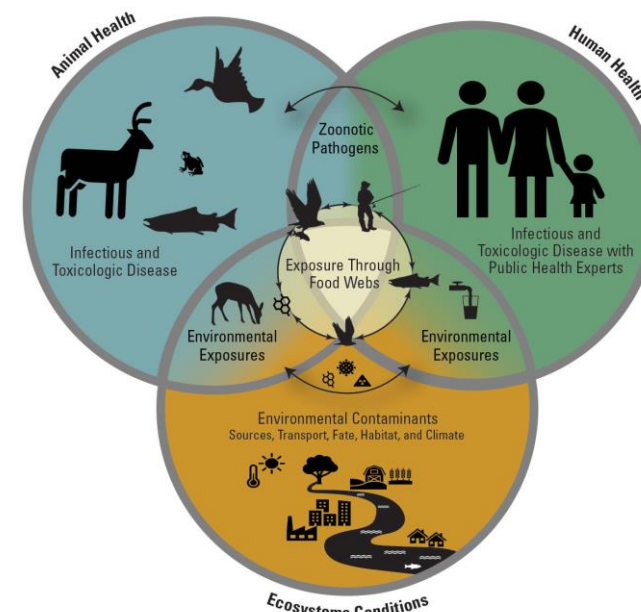 Animal Health
Human Health
Zoonotic
Pathogens
Infectious and
Toxicologic Disease
Infectious and
Toxicologic Disease with
Public Health Experts
Exposure Through
Food Webs
Environmental
Exposures
Environmental
Exposures
Environmental Contaminants
Sources, Transport, Fate, Habitat, and Climate
Ecosystems Conditions